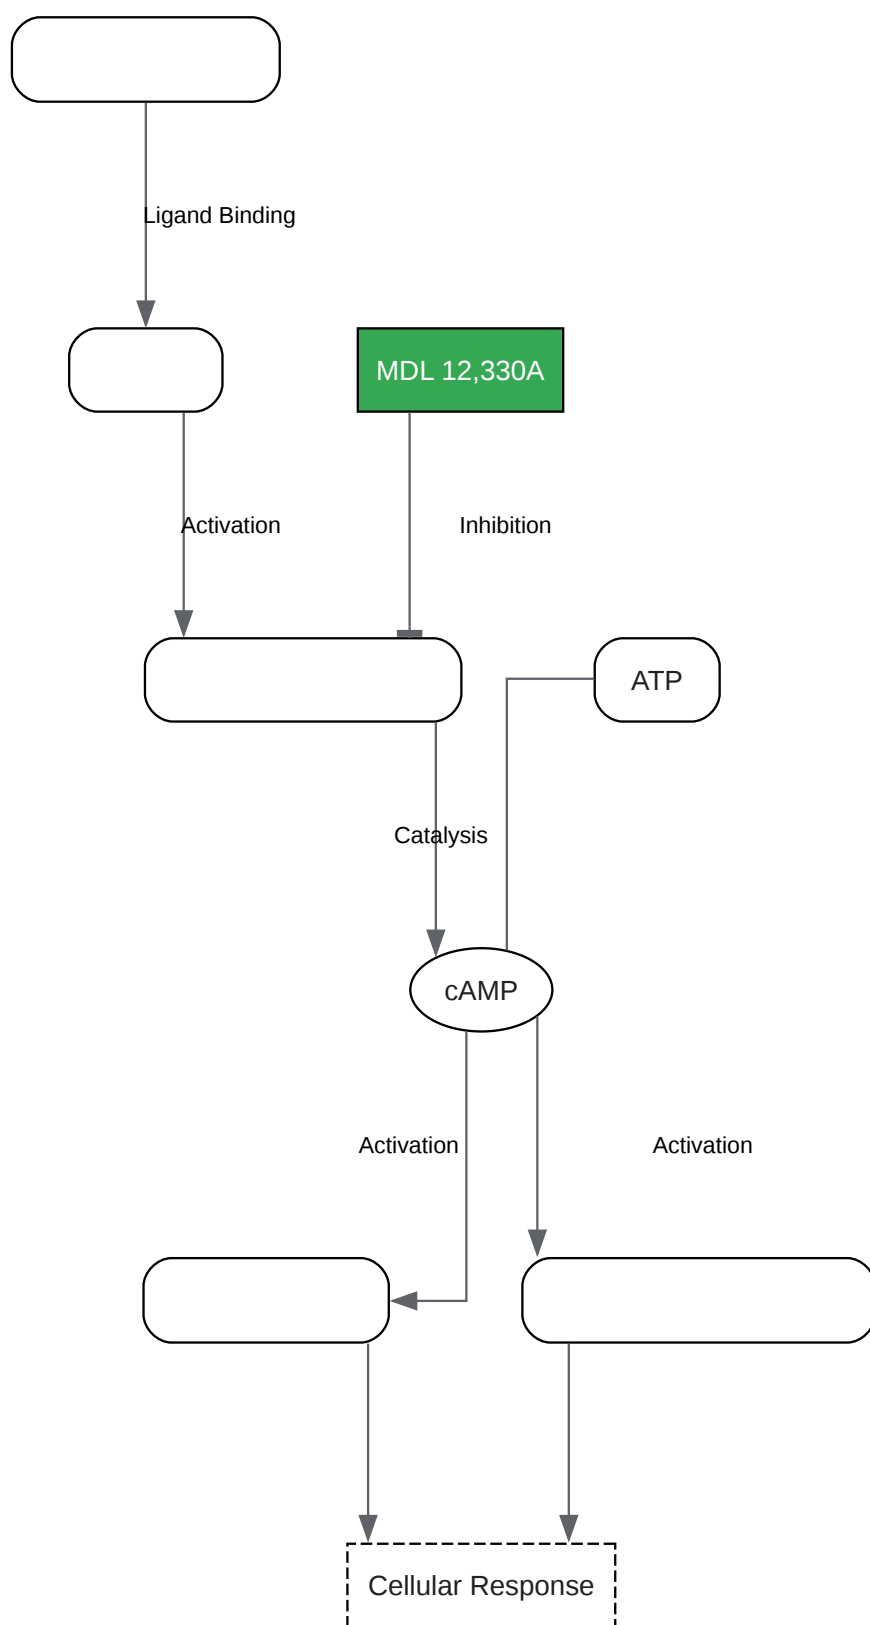 Ligand Binding
MDL 12,330A
Activation
Inhibition
ATP
Catalysis
cAMP
Activation
Activation
Cellular Response